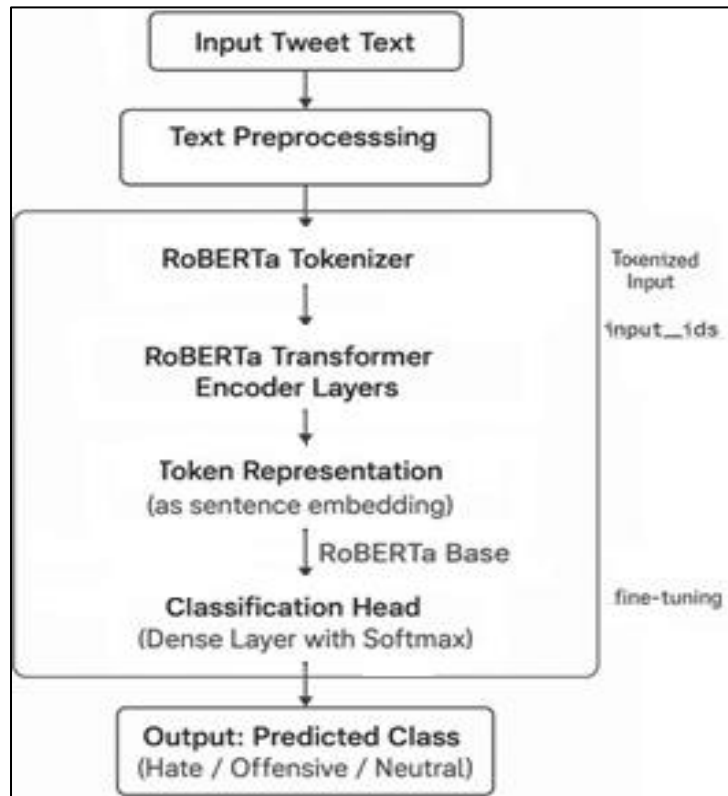 Input Tweet Text
Text Preprocesssing
RoBERTa Tokenizer
Tokenized
Input
input_ids
RoBERTa Transformer
Encoder Layers
Token Representation
(as sentence embedding)
RoBERTa Base
Classification Head
(Dense Layer with Softmax)
fine-tuning
Output: Predicted Class
(Hate / Offensive / Neutral)